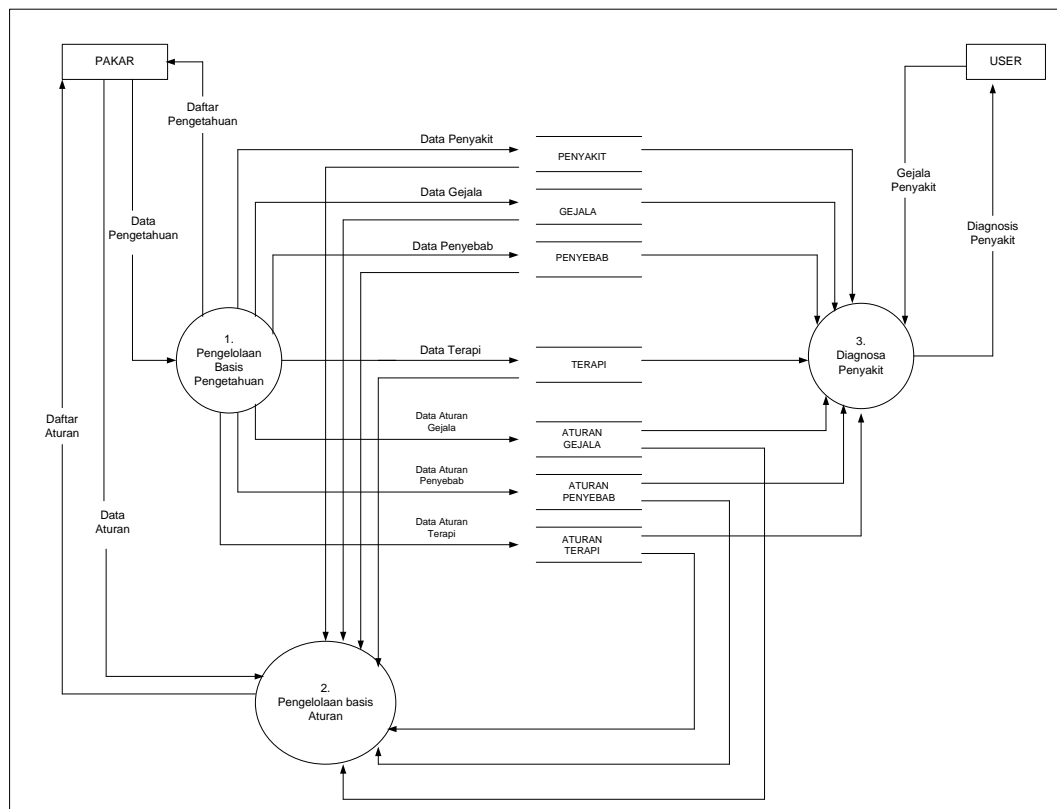 PAKAR
USER
Daftar
Pengetahuan
Data Penyakit
PENYAKIT
Gejala
Penyakit
Data Gejala
GEJALA
Data
Pengetahuan
Diagnosis
Penyakit
Data Penyebab
PENYEBAB
1.
Pengelolaan
Basis
Pengetahuan
Data Terapi
TERAPI
3.
Diagnosa
Penyakit
Daftar
Aturan
Data Aturan
Gejala
ATURAN
GEJALA
Data Aturan
Penyebab
ATURAN
PENYEBAB
Data
Aturan
Data Aturan
Terapi
ATURAN
TERAPI
2.
Pengelolaan basis
Aturan